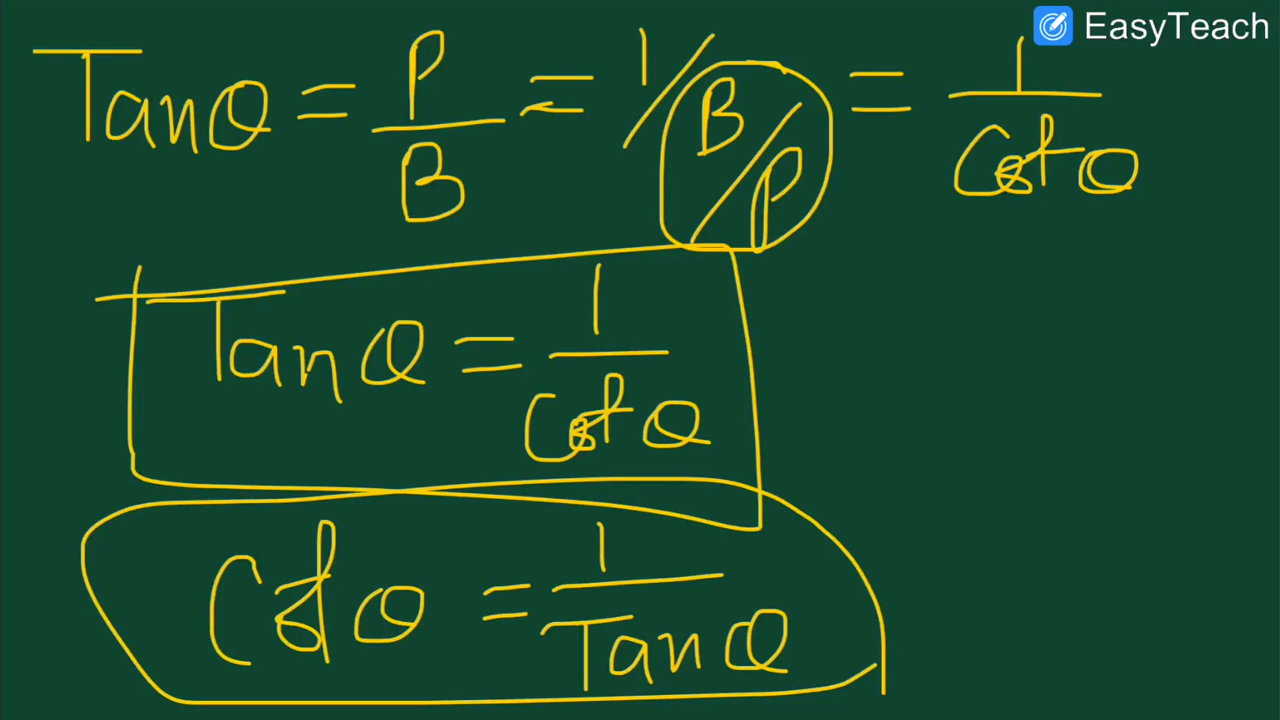 EasyTeach
Tanθ = P/B = 1/B/P = 1/Cotθ
Tanθ = 1/Cotθ
Cotθ = 1/Tanθ